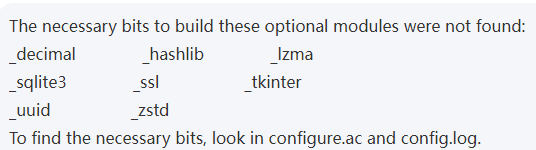 The necessary bits to build these optional modules were not found:
_decimal _hashlib _lzma
_sqlite3 _ssl _tkinter
_uuid _zstd
To find the necessary bits, look in configure.ac and config.log.